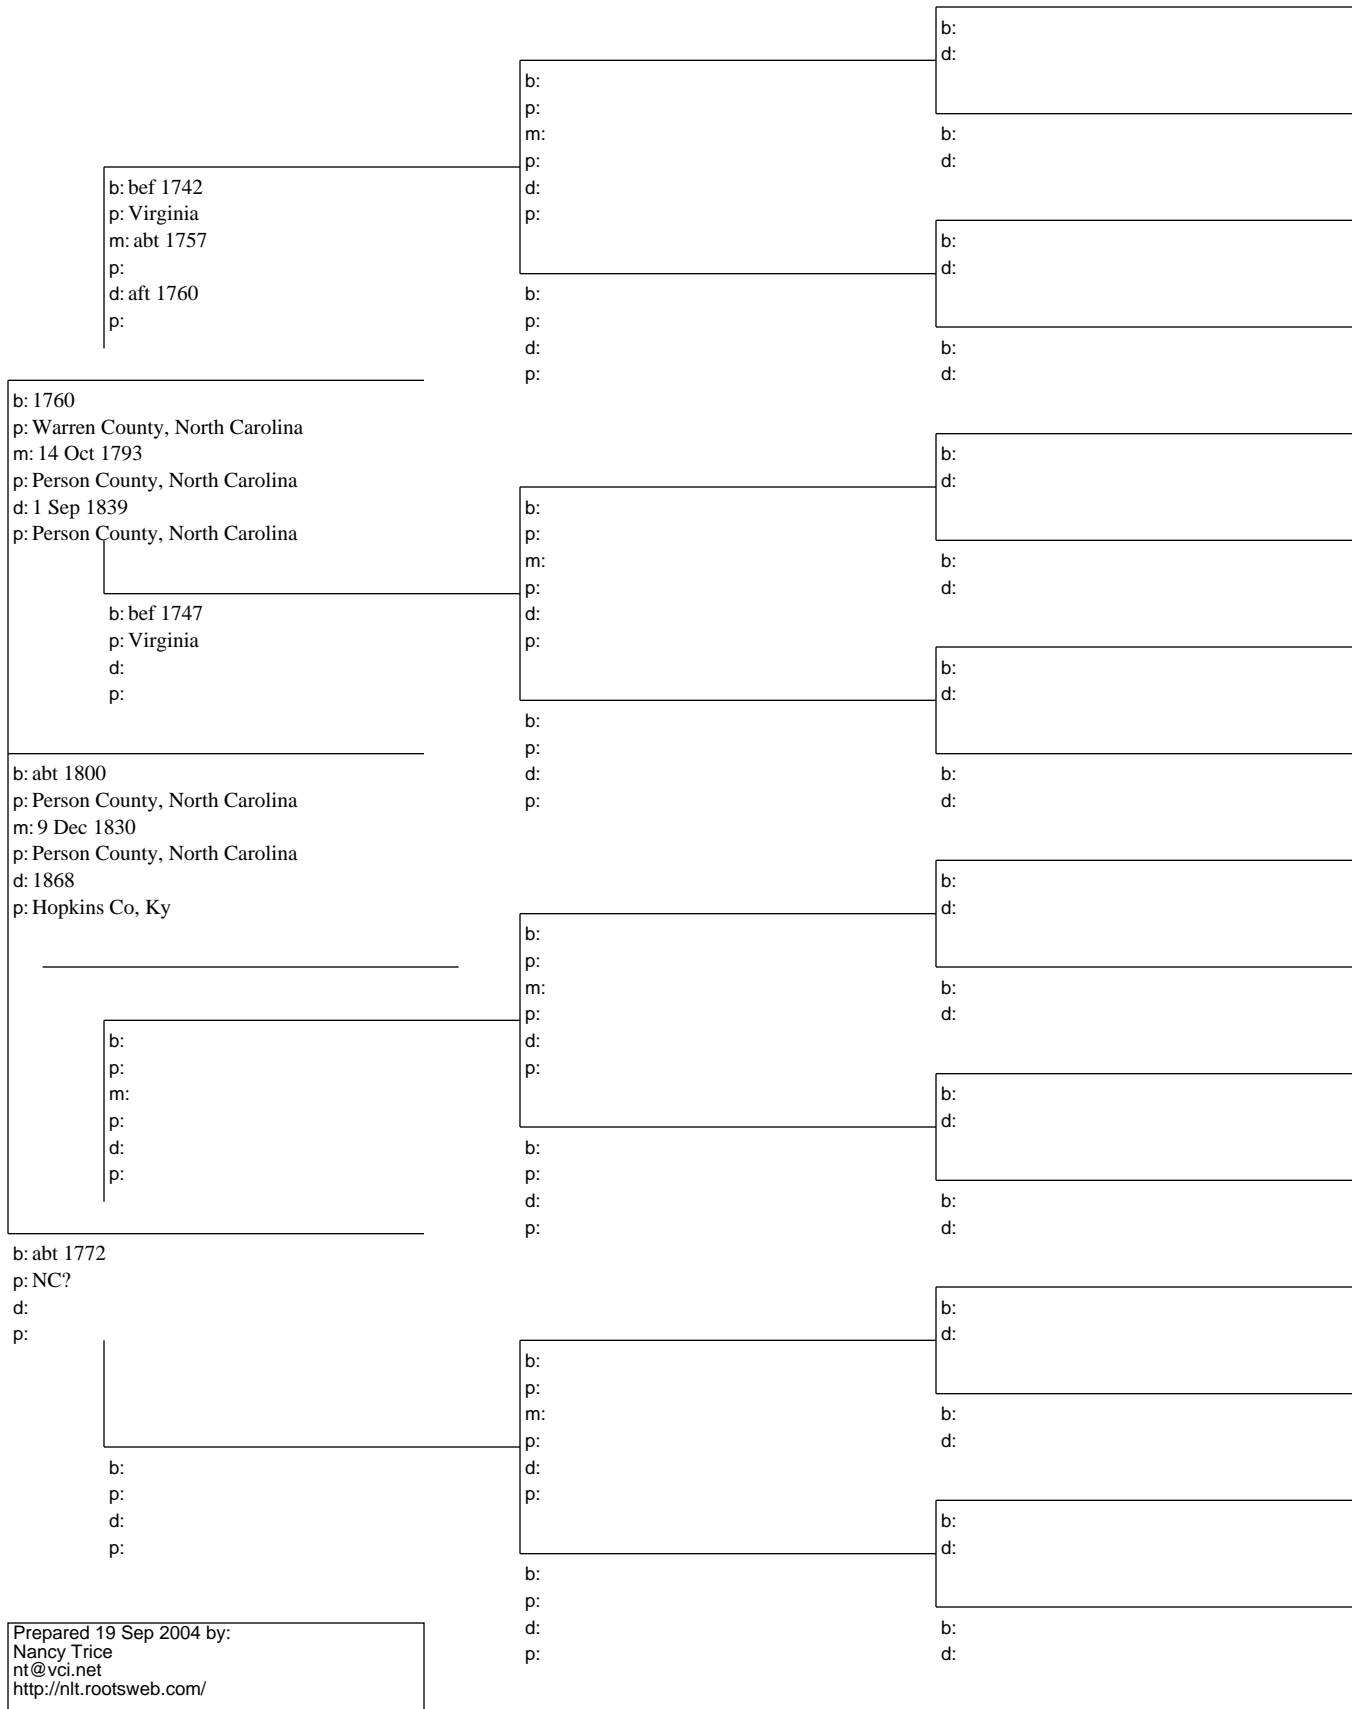 b: bef 1742
p: Virginia
m: abt 1757
p:
d: aft 1760
p:
b: 1760
p: Warren County, North Carolina
m: 14 Oct 1793
p: Person County, North Carolina
d: 1 Sep 1839
p: Person County, North Carolina
b: bef 1747
p: Virginia
d:
p:
b: abt 1800
p: Person County, North Carolina
m: 9 Dec 1830
p: Person County, North Carolina
d: 1868
p: Hopkins Co, Ky
b:
p:
m:
p:
d:
p:
b: abt 1772
p: NC?
d:
p:
b:
p:
d:
p:
Prepared 19 Sep 2004 by:
Nancy Trice
nt@vci.net
http://nlt.rootsweb.com/
b:
p:
m:
p:
d:
p:
b:
p:
d:
p:
b:
p:
m:
p:
d:
p:
b:
p:
d:
p:
b:
p:
m:
p:
d:
p:
b:
p:
d:
p:
b:
p:
m:
p:
d:
p:
b:
p:
d:
p:
b:
d:
b:
d:
b:
d:
b:
d:
b:
d:
b:
d:
b:
d:
b:
d:
b:
d:
b:
d:
b:
d:
b:
d:
b:
d:
b:
d:
b:
d:
b:
d: